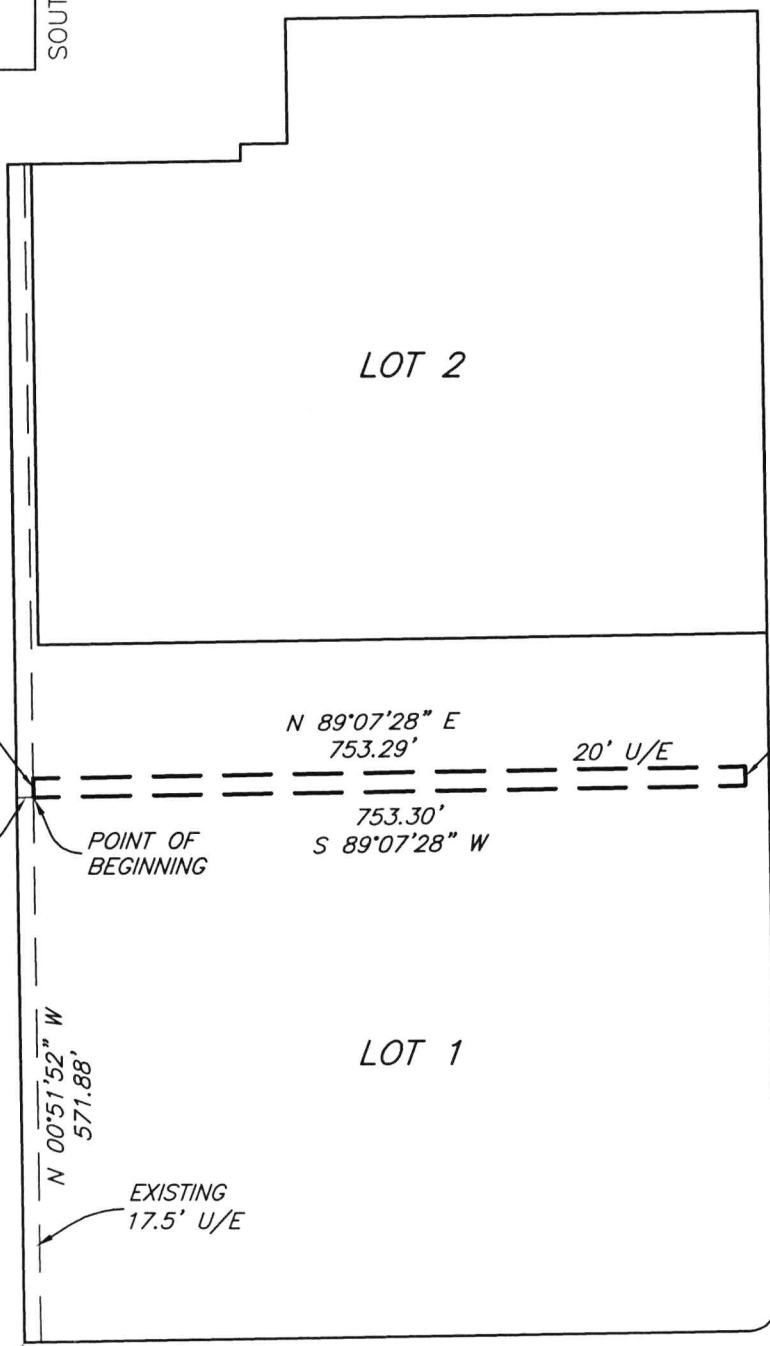 SOUT
LOT 2
N 89°07'28" E
753.29'
20' U/E
753.30'
S 89°07'28" W
POINT OF
BEGINNING
N 00°51'52" W
571.88'
LOT 1
EXISTING
17.5' U/E